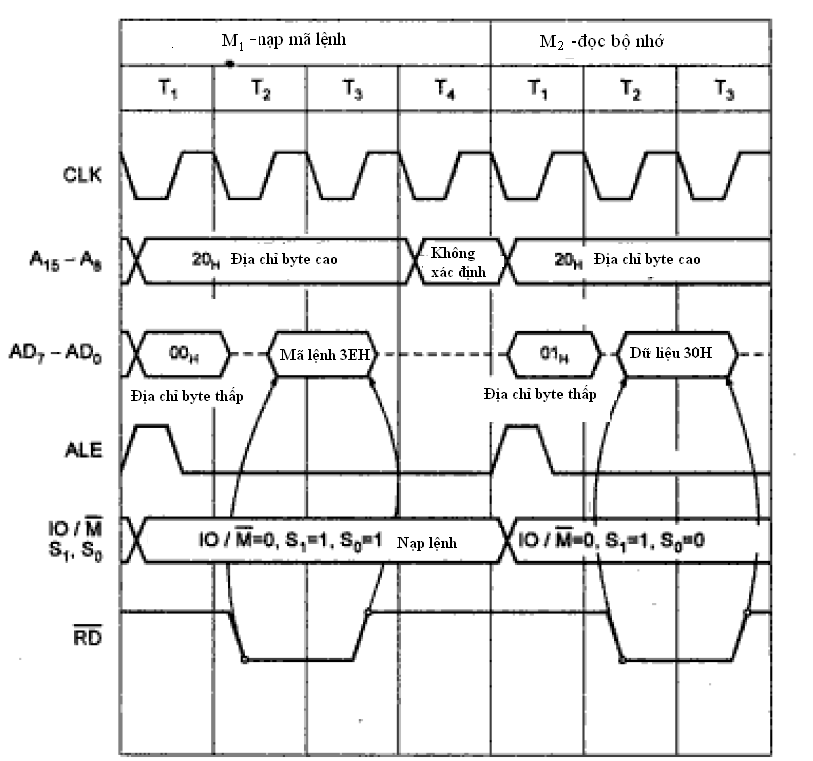 M₁ -nạp mã lệnh
M₂ -đọc bộ nhớ
T₁ T₂ T₃ T₄ T₁ T₂ T₃
CLK
A₁₅ – A₈
20H Địa chỉ byte cao
Không
xác định
20H Địa chỉ byte cao
AD₇ – AD₀
00H
Mã lệnh 3EH
01H
Dữ liệu 30H
Địa chỉ byte thấp
Địa chỉ byte thấp
ALE
IO / M̅
S₁, S₀
IO / M̅=0, S₁=1, S₀=1 Nạp lệnh
IO / M̅=0, S₁=1, S₀=0
R̅D̅